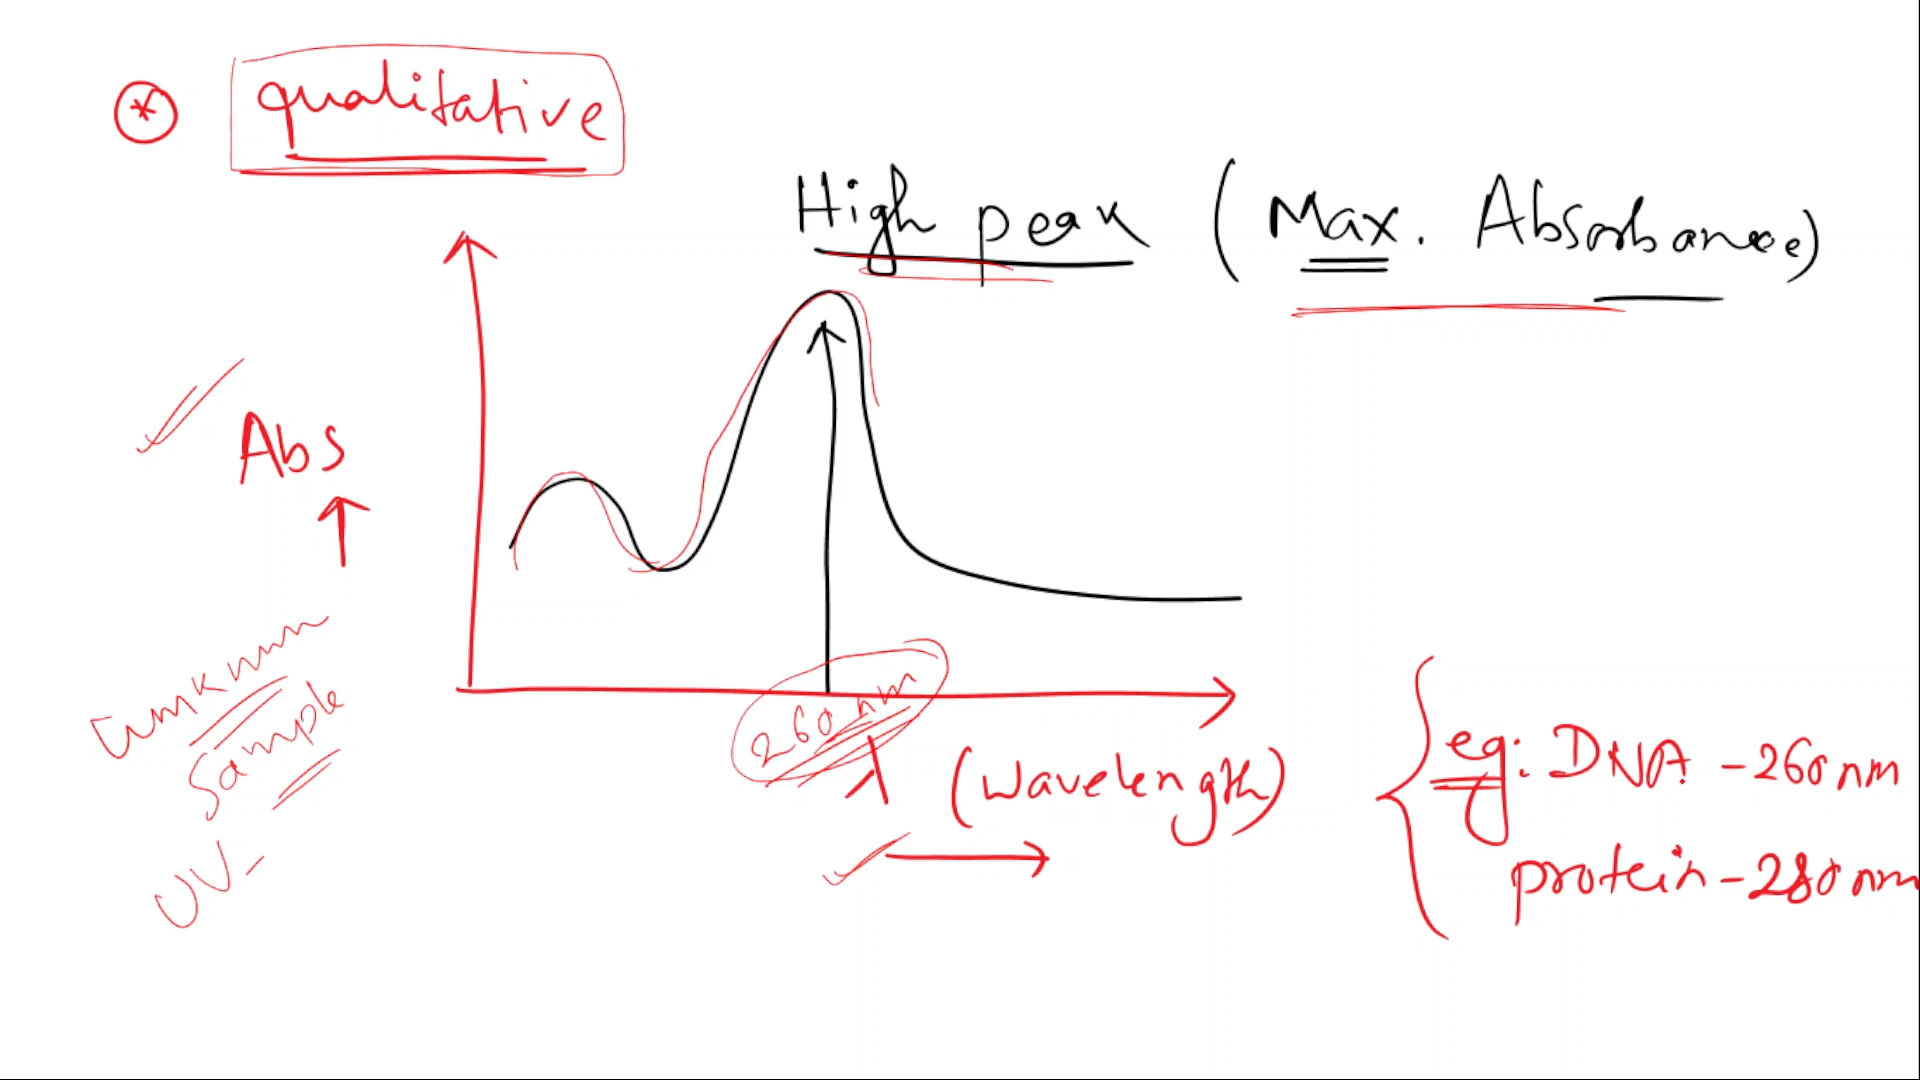 * qualitative
High peak (Max. Absorbance)
Abs
unknown
Sample
UV-
260 nm
λ (wavelength)
eg: DNA - 260 nm
protein - 280 nm